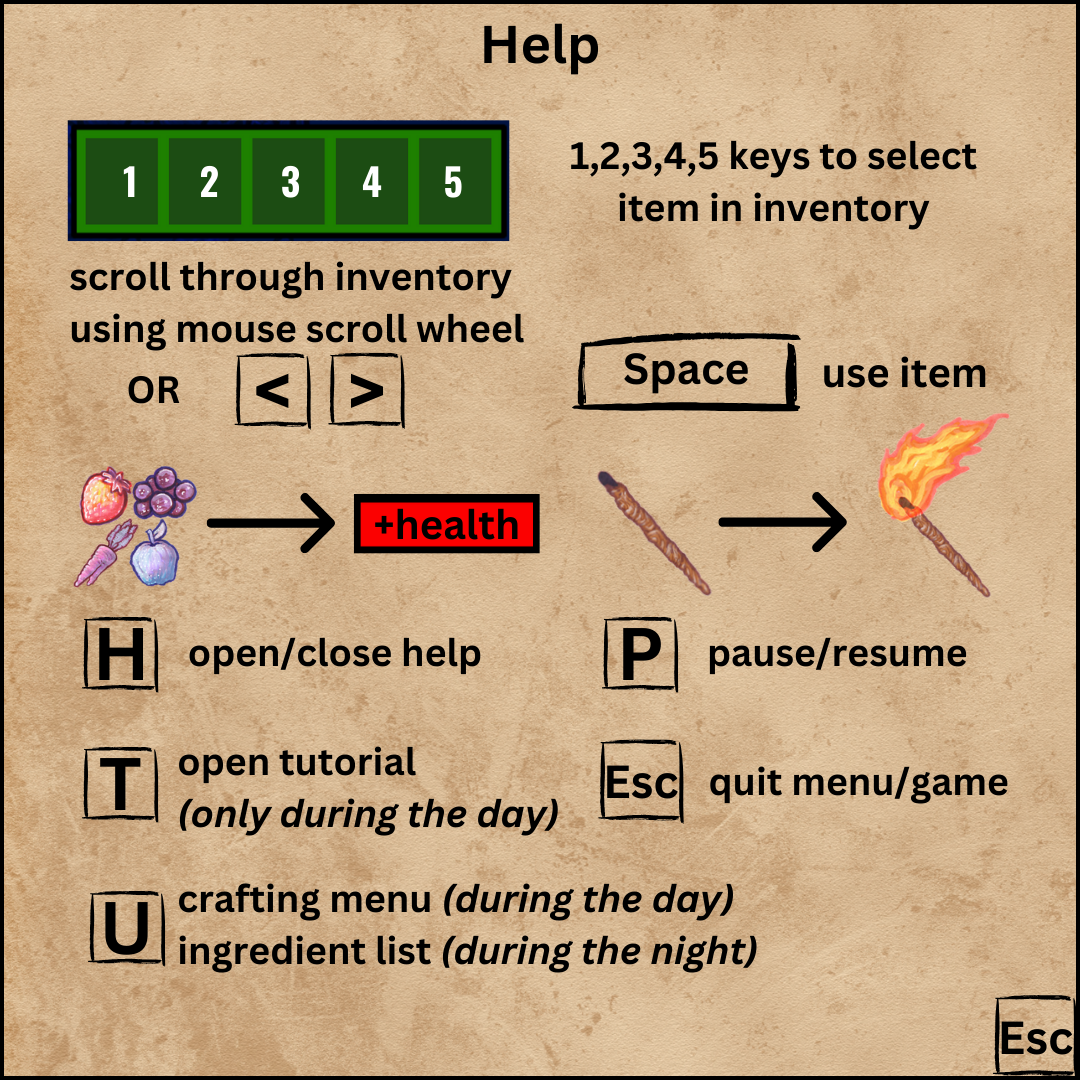 Help
1 2 3 4 5
1,2,3,4,5 keys to select
item in inventory
scroll through inventory
using mouse scroll wheel
OR < >
Space use item
+health
H open/close help
P pause/resume
T open tutorial
(only during the day)
Esc quit menu/game
U crafting menu (during the day)
ingredient list (during the night)
Esc